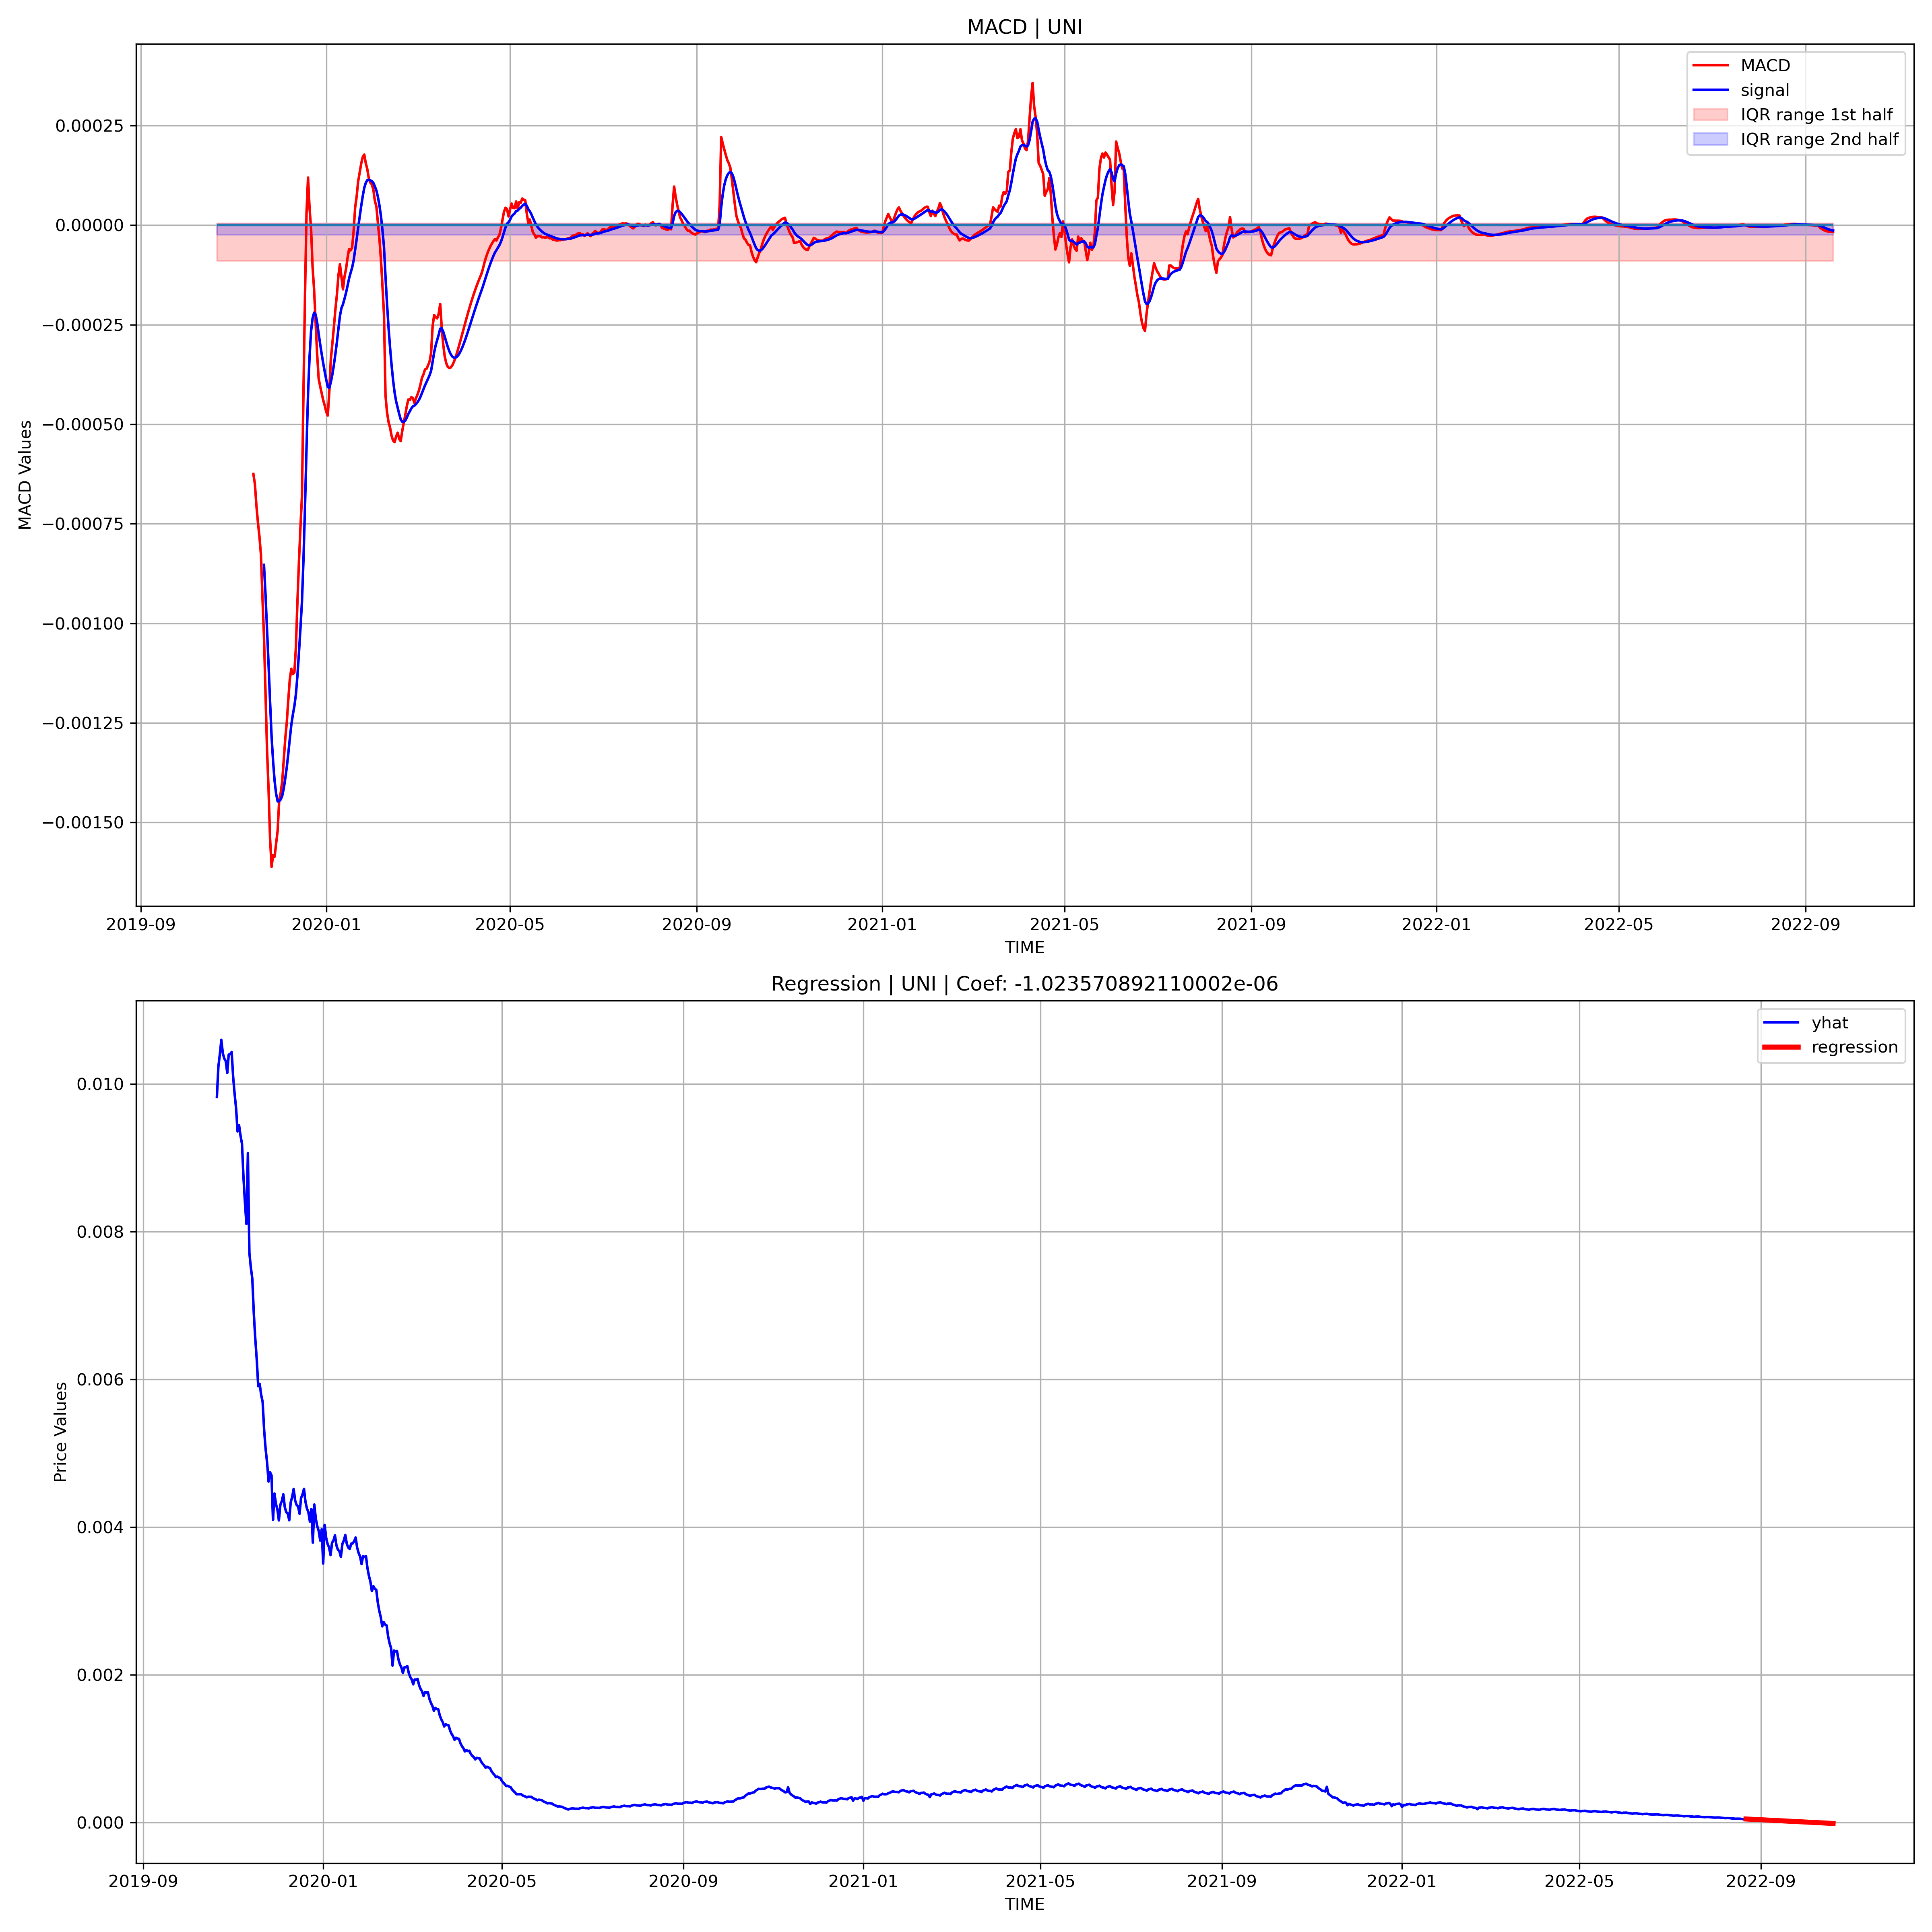 MACD | UNI
MACD
signal
IQR range 1st half
IQR range 2nd half
0.00025
0.00000
−0.00025
−0.00050
−0.00075
−0.00100
−0.00125
−0.00150
MACD Values
2019-09 2020-01 2020-05 2020-09 2021-01 2021-05 2021-09 2022-01 2022-05 2022-09
TIME
Regression | UNI | Coef: -1.023570892110002e-06
yhat
regression
0.010
0.008
0.006
0.004
0.002
0.000
Price Values
2019-09 2020-01 2020-05 2020-09 2021-01 2021-05 2021-09 2022-01 2022-05 2022-09
TIME